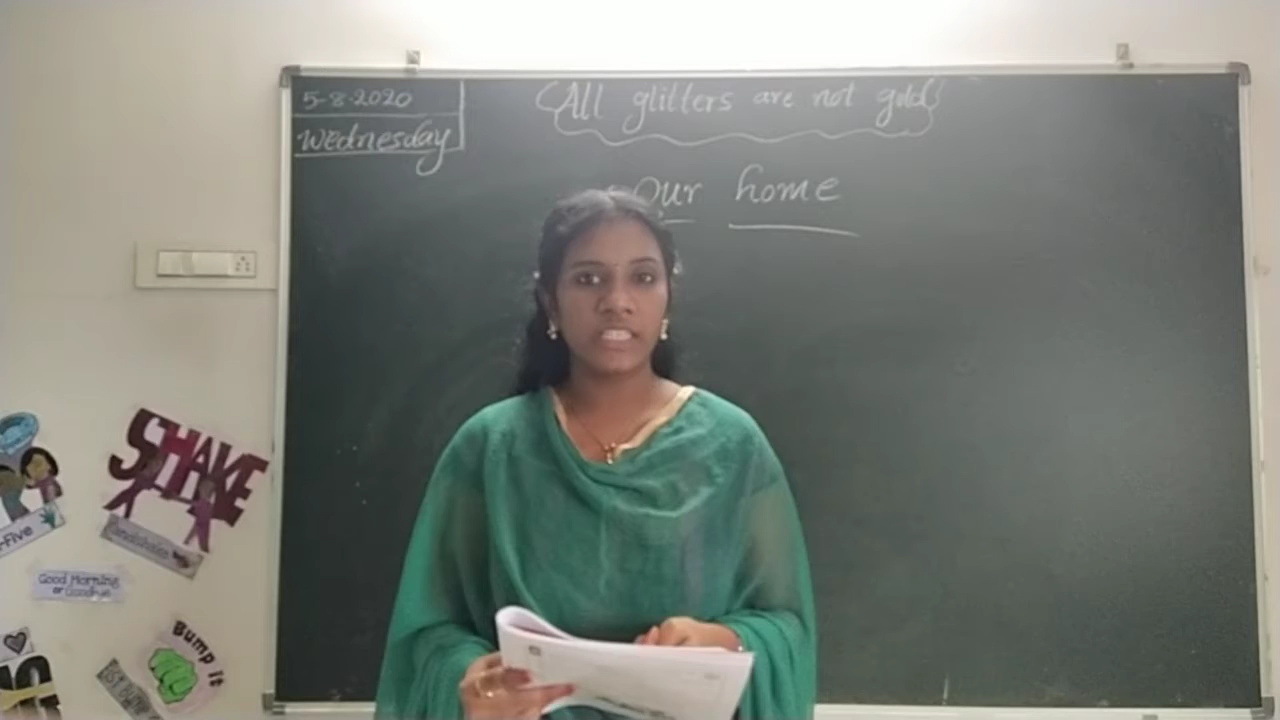 5-8-2020
Wednesday
All glitters are not gold
Our home
SHAKE
Handshake
-Five
Good Morning
or Goodbye
Bump it